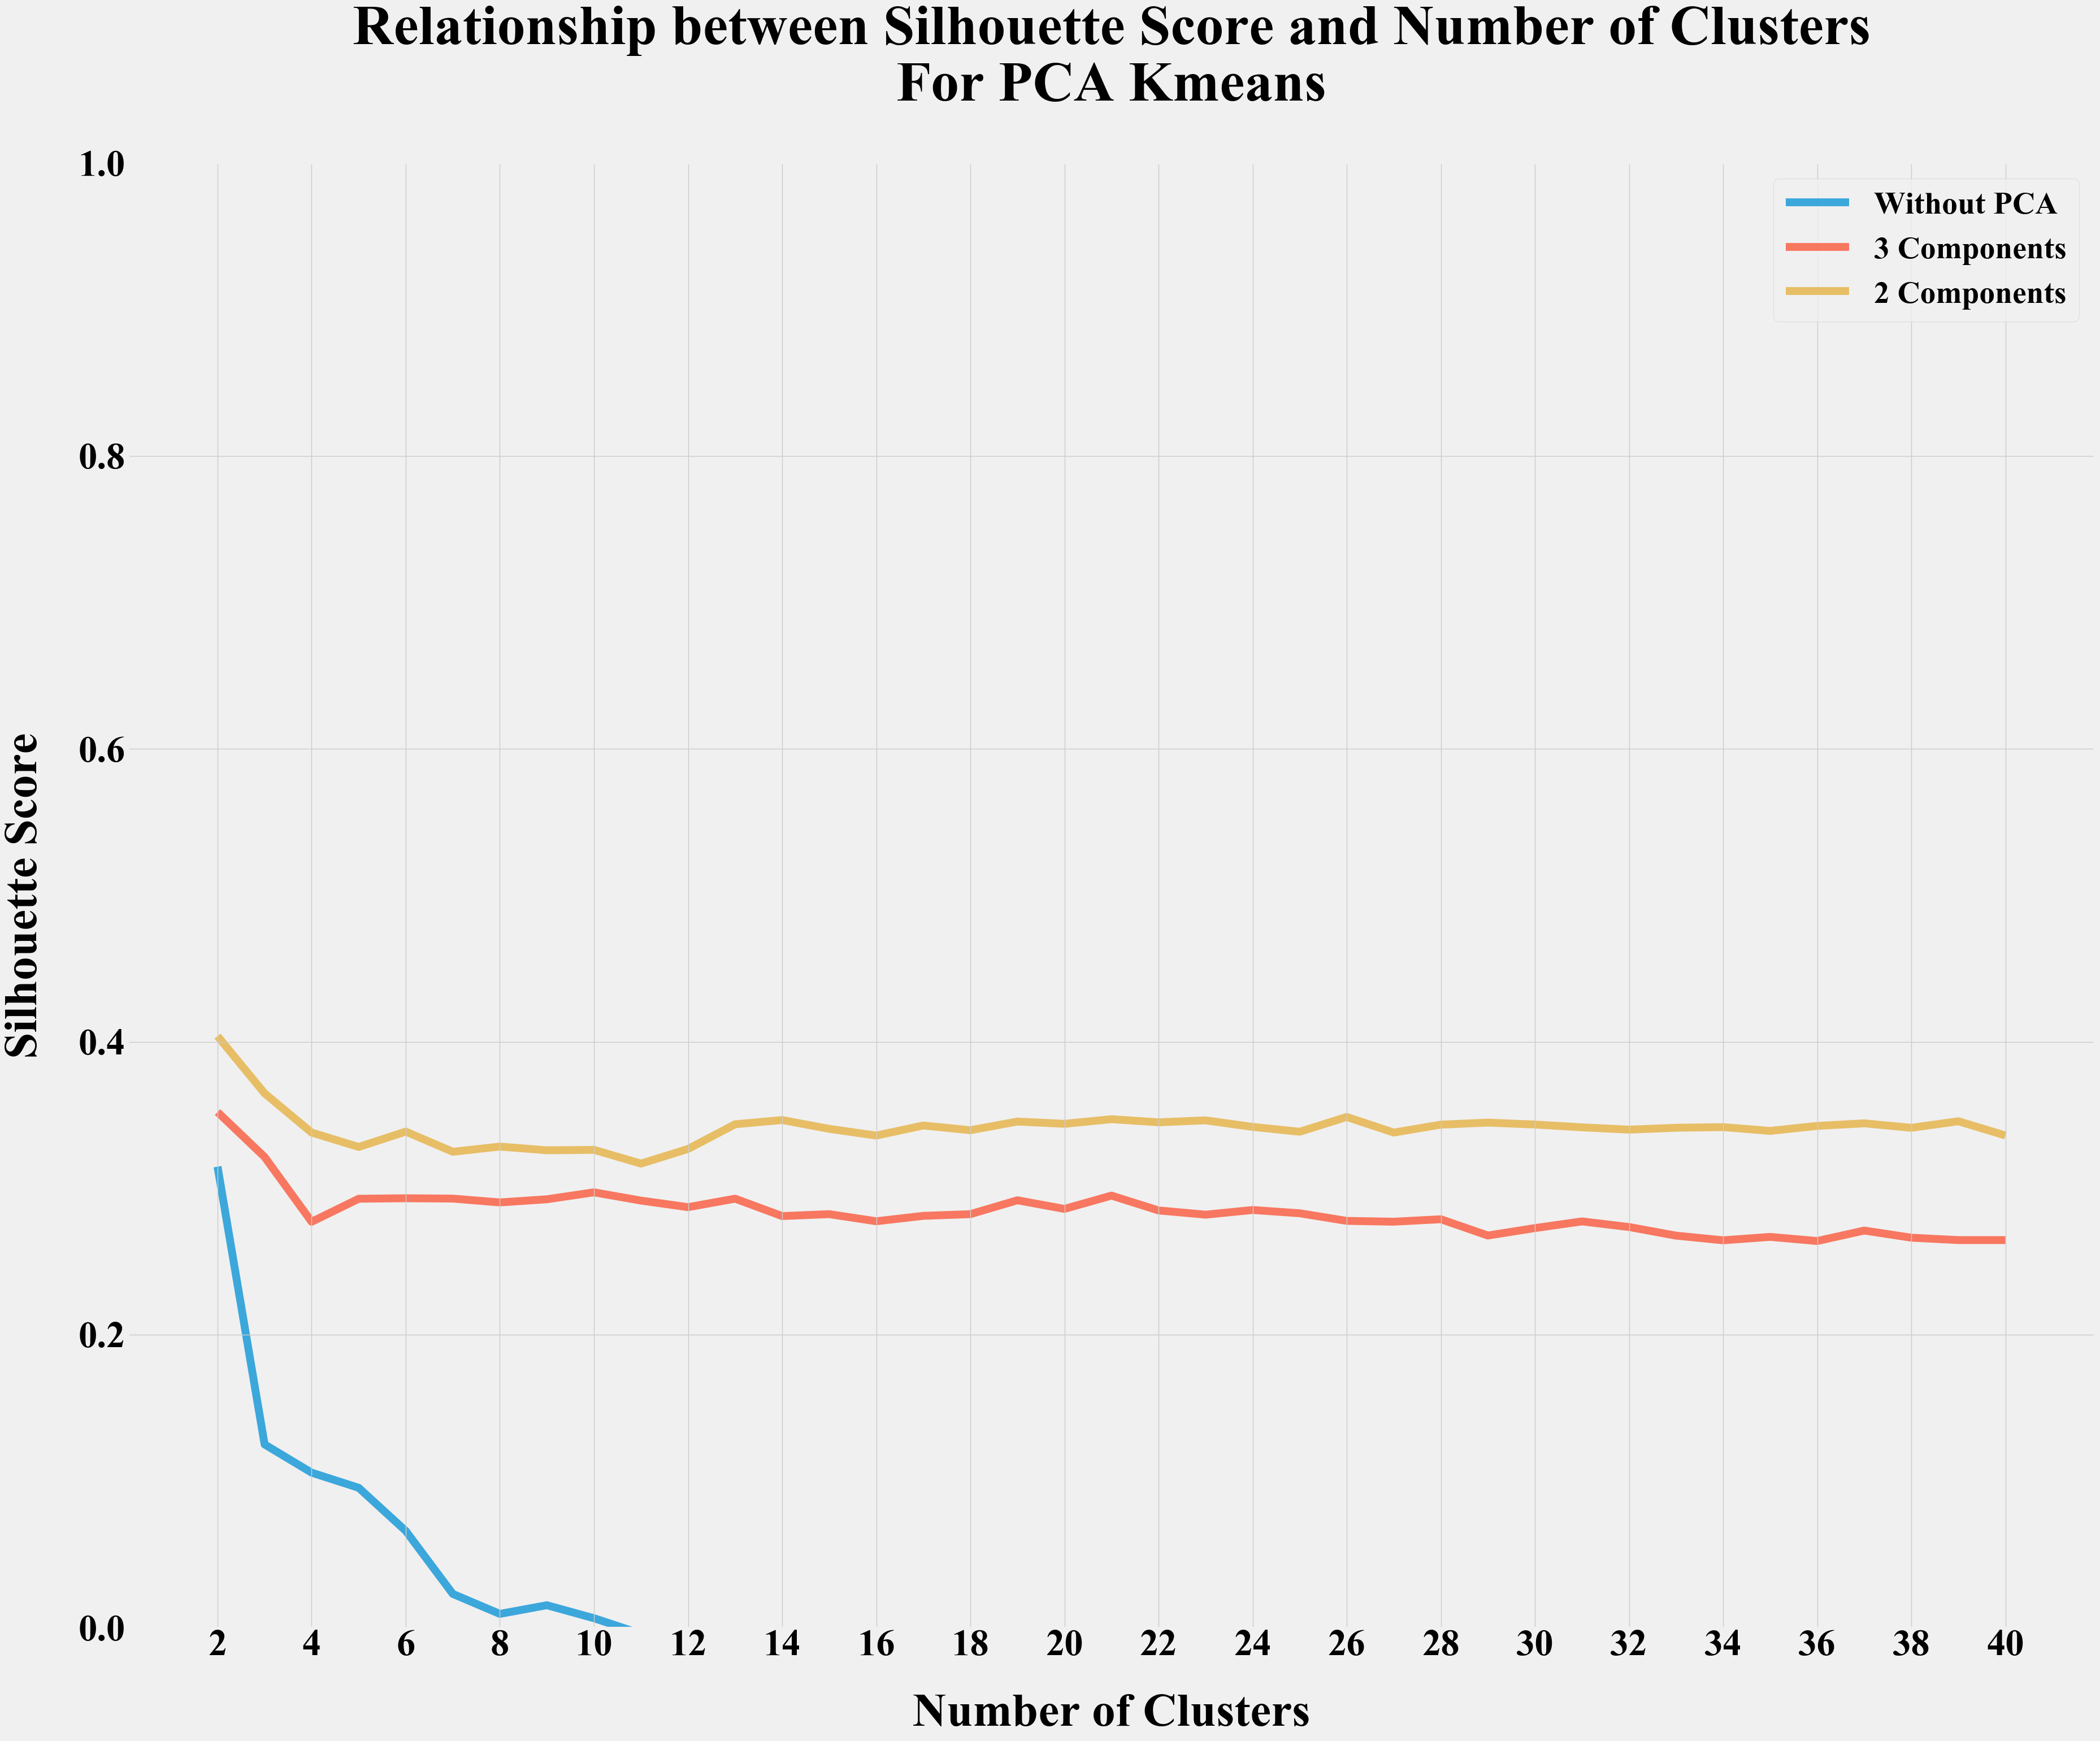 Relationship between Silhouette Score and Number of Clusters
For PCA Kmeans
1.0
0.8
0.6
0.4
0.2
0.0
Silhouette Score
Without PCA
3 Components
2 Components
2 4 6 8 10 12 14 16 18 20 22 24 26 28 30 32 34 36 38 40
Number of Clusters